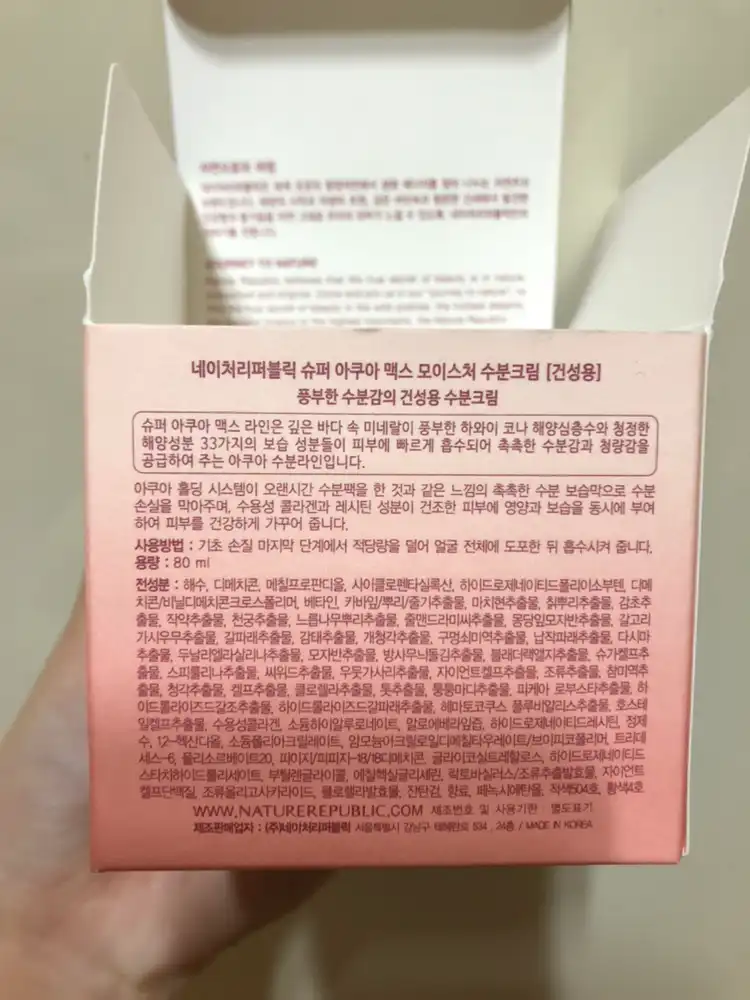 JOURNEY TO NATURE
네이처리퍼블릭 슈퍼 아쿠아 맥스 모이스처 수분크림 [건성용]
풍부한 수분감의 건성용 수분크림
슈퍼 아쿠아 맥스 라인은 깊은 바다 속 미네랄이 풍부한 하와이 코나 해양심층수와 청정한
해양성분 33가지의 보습 성분들이 피부에 빠르게 흡수되어 촉촉한 수분감과 청량감을
공급하여 주는 아쿠아 수분라인입니다.
아쿠아 홀딩 시스템이 오랜시간 수분팩을 한 것과 같은 느낌의 촉촉한 수분 보습막으로 수분
손실을 막아주며, 수용성 콜라겐과 레시틴 성분이 건조한 피부에 영양과 보습을 동시에 부여
하여 피부를 건강하게 가꾸어 줍니다.
사용방법 : 기초 손질 마지막 단계에서 적당량을 덜어 얼굴 전체에 도포한 뒤 흡수시켜 줍니다.
용량 : 80 ml
전성분 : 해수, 디메치콘, 메칠프로판디올, 사이클로펜타실록산, 하이드로제네이티드폴리이소부텐, 디메
치콘/비닐디메치콘크로스폴리머, 베타인, 카바잎/뿌리/줄기추출물, 마치현추출물, 칡뿌리추출물, 감초추
출물, 작약추출물, 천궁추출물, 느릅나무뿌리추출물, 줄맨드라미씨추출물, 몽당잎모자반추출물, 갈고리
가시우무추출물, 갈파래추출물, 감태추출물, 개청각추출물, 구멍쇠미역추출물, 납작파래추출물, 다시마
추출물, 두날리엘라살리나추출물, 모자반추출물, 방사무늬돌김추출물, 블래더랙앨지추출물, 슈가켈프추
출물, 스피룰리나추출물, 씨위드추출물, 우뭇가사리추출물, 자이언트켈프추출물, 조류추출물, 참미역추
출물, 청각추출물, 켈프추출물, 클로렐라추출물, 톳추출물, 퉁퉁마디추출물, 피케아 로부스타추출물, 하
이드롤라이즈드갈조추출물, 하이드롤라이즈드갈파래추출물, 헤마토코쿠스 플루비알리스추출물, 호스테
일켈프추출물, 수용성콜라겐, 소듐하이알루로네이트, 알로에베라잎즙, 하이드로제네이티드레시틴, 정제
수, 1,2-헥산디올, 소듐폴리아크릴레이트, 암모늄아크릴로일디메칠타우레이트/브이피코폴리머, 트리데
세스-6, 폴리소르베이트20, 피이지/피피지-18/18디메치콘, 글라이코실트레할로스, 하이드로제네이티드
스타치하이드롤리세이트, 부틸렌글라이콜, 에칠헥실글리세린, 락토바실러스/조류추출발효물, 자이언트
켈프단백질, 조류올리고사카라이드, 펄로행리발효물, 잔탄검, 향료, 페녹시에탄올, 적색504호, 황색4호
WWW.NATUREREPUBLIC.COM 제조번호 및 사용기한 별도표기
제조판매업자 : (주)네이처리퍼블릭 서울특별시 강남구 테헤란로 534, 24층 / MADE IN KOREA